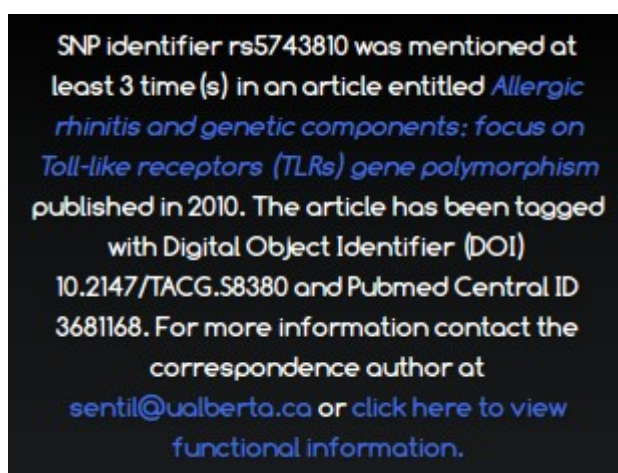 SNP identifier rs5743810 was mentioned at
least 3 time(s) in an article entitled Allergic
rhinitis and genetic components: focus on
Toll-like receptors (TLRs) gene polymorphism
published in 2010. The article has been tagged
with Digital Object Identifier (DOI)
10.2147/TACG.S8380 and Pubmed Central ID
3681168. For more information contact the
correspondence author at
sentil@ualberta.ca or click here to view
functional information.